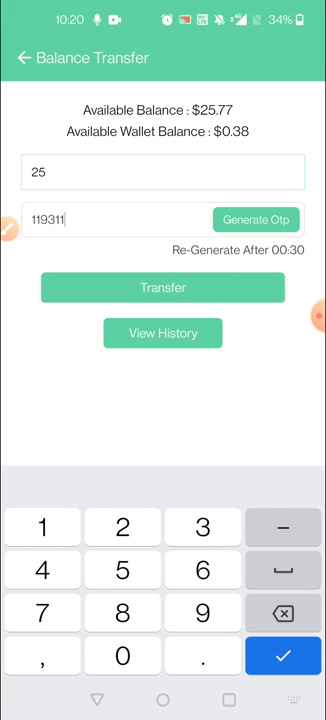 10:20 34%
Balance Transfer
Available Balance : $25.77
Available Wallet Balance : $0.38
25
119311 Generate Otp
Re-Generate After 00:30
Transfer
View History
1 2 3 –
4 5 6
7 8 9
, 0 .